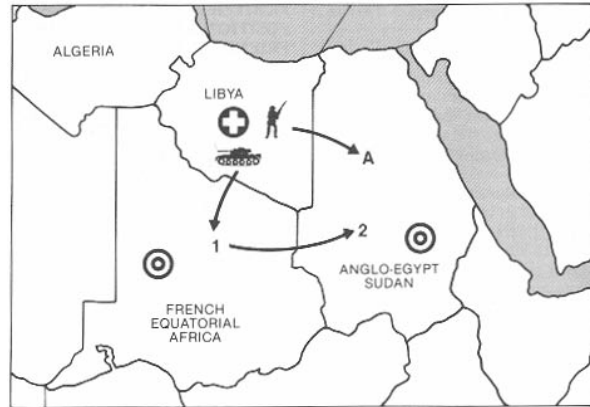 ALGERIA
LIBYA
A
1
2
ANGLO-EGYPT
SUDAN
FRENCH
EQUATORIAL
AFRICA